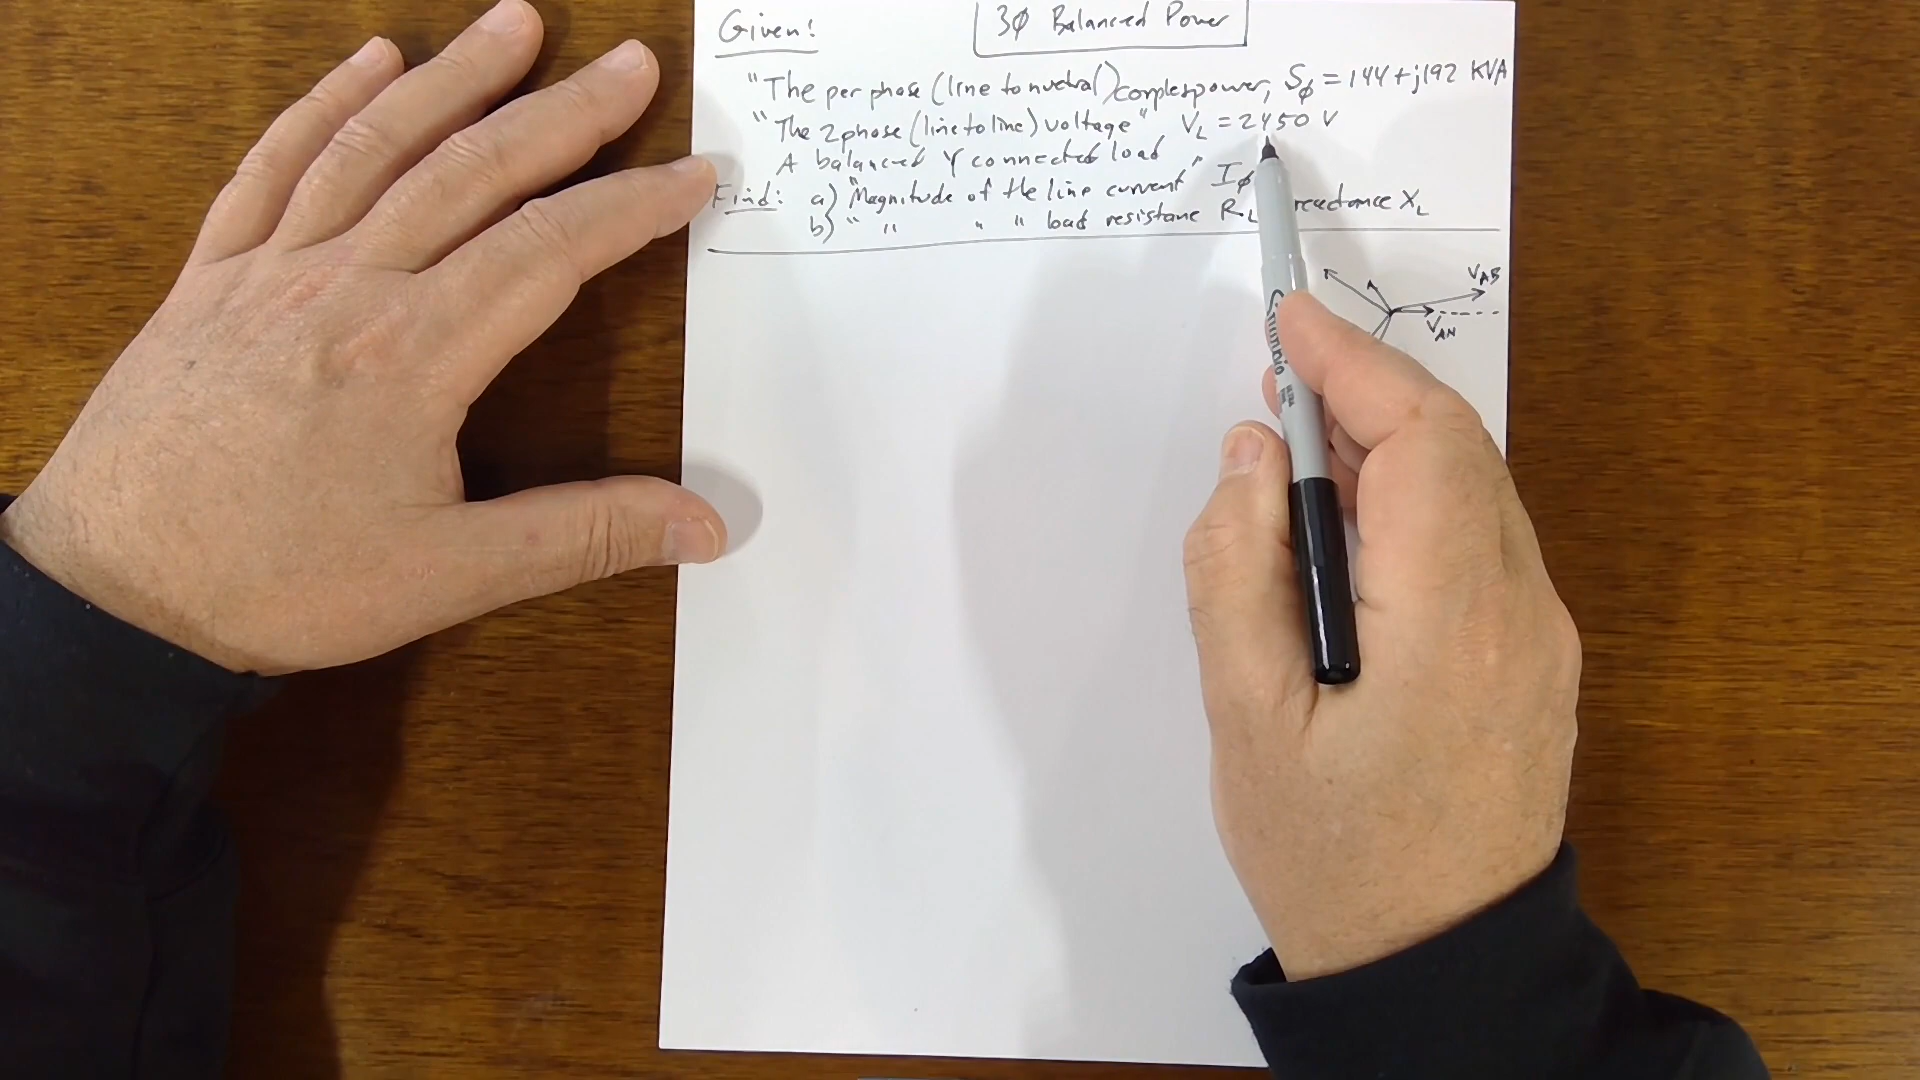 Given!
3ϕ Balanced Power
"The per phase (line to nuetral) complex power, Sϕ = 144 + j192 KVA
"The 2 phase (line to line) voltage" VL = 2450 V
A balanced Y connected load
Find: a) "Magnitude of the line current" Iϕ
b) " " " " load resistane RL reactance XL
VAB
VAN